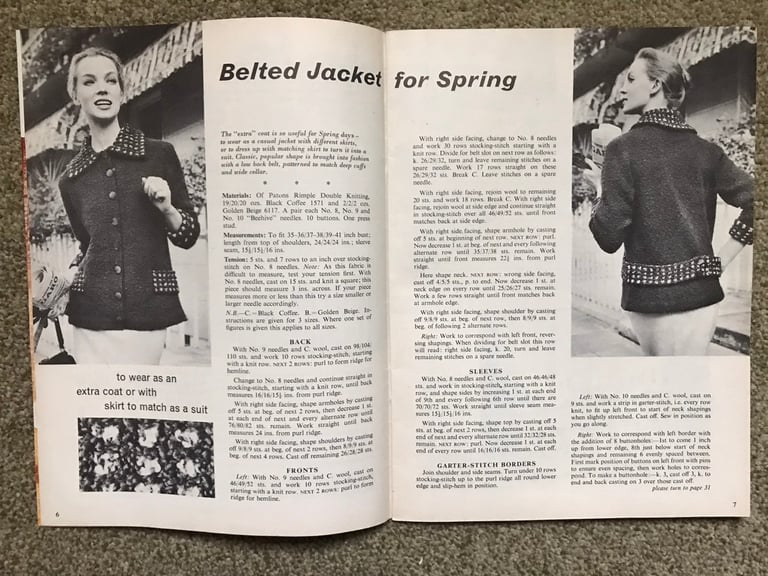 Belted Jacket for Spring
The "extra" coat is so useful for Spring days—
to wear as a casual jacket with different skirts,
or to dress up with matching skirt to turn it into a
suit. Classic, popular shape is brought into fashion
with a low back belt, patterned to match deep cuffs
and wide collar.
* * *
Materials: Of Patons Rimple Double Knitting,
19/20/20 ozs. Black Coffee 1571 and 2/2/2 ozs.
Golden Beige 6117. A pair each No. 8, No. 9 and
No. 10 "Beehive" needles. 10 buttons. One press
stud.
Measurements: To fit 35-36/37-38/39-41 inch bust;
length from top of shoulders, 24/24/24 ins.; sleeve
seam, 15½/15½/16 ins.
Tension: 5 sts. and 7 rows to an inch over stocking-
stitch on No. 8 needles. Note: As this fabric is
difficult to measure, test your tension first. With
No. 8 needles, cast on 15 sts. and knit a square; this
piece should measure 3 ins. across. If your piece
measures more or less than this try a size smaller or
larger needle accordingly.
N.B.—C.—Black Coffee. B.—Golden Beige. In-
structions are given for 3 sizes. Where one set of
figures is given this applies to all sizes.
BACK
With No. 9 needles and C. wool, cast on 98/104/
110 sts. and work 10 rows stocking-stitch, starting
with a knit row. NEXT 2 ROWS: purl to form ridge for
hemline.
Change to No. 8 needles and continue straight in
stocking-stitch, starting with a knit row, until back
measures 16/16/15½ ins. from purl ridge.
With right side facing, shape armholes by casting
off 5 sts. at beg. of next 2 rows, then decrease 1 st.
at each end of next and every alternate row until
76/80/82 sts. remain. Work straight until back
measures 24 ins. from purl ridge.
With right side facing, shape shoulders by casting
off 9/8/9 sts. at beg. of next 2 rows, then 8/9/9 sts. at
beg. of next 4 rows. Cast off remaining 26/28/28 sts.
FRONTS
Left: With No. 9 needles and C. wool, cast on
46/49/52 sts. and work 10 rows stocking-stitch,
starting with a knit row. NEXT 2 ROWS: purl to form
ridge for hemline.
to wear as an
extra coat or with
skirt to match as a suit
6
With right side facing, change to No. 8 needles
and work 30 rows stocking-stitch starting with a
knit row. Divide for belt slot on next row as follows:
k. 26/29/32, turn and leave remaining stitches on a
spare needle. Work 17 rows straight on these
26/29/32 sts. Break C. Leave stitches on a spare
needle.
With right side facing, rejoin wool to remaining
20 sts. and work 18 rows. Break C. With right side
facing, rejoin wool at side edge and continue straight
in stocking-stitch over all 46/49/52 sts. until front
matches back at side edge.
With right side facing, shape armhole by casting
off 5 sts. at beginning of next row. NEXT ROW: purl.
Now decrease 1 st. at beg. of next and every following
alternate row until 35/37/38 sts. remain. Work
straight until front measures 22½ ins. from purl
ridge.
Here shape neck. NEXT ROW: wrong side facing,
cast off 4/5/5 sts., p. to end. Now decrease 1 st. at
neck edge on every row until 25/26/27 sts. remain.
Work a few rows straight until front matches back
at armhole edge.
With right side facing, shape shoulder by casting
off 9/8/9 sts. at beg. of next row, then 8/9/9 sts. at
beg. of following 2 alternate rows.
Right: Work to correspond with left front, rever-
sing shapings. When dividing for belt slot this row
will read: right side facing, k. 20, turn and leave
remaining stitches on a spare needle.
SLEEVES
With No. 8 needles and C. wool, cast on 46/46/48
sts. and work in stocking-stitch, starting with a knit
row, and shape sides by increasing 1 st. at each end
of 9th and every following 6th row until there are
70/70/72 sts. Work straight until sleeve seam mea-
sures 15½/15½/16 ins.
With right side facing, shape top by casting off 5
sts. at beg. of next 2 rows, then decrease 1 st. at each
end of next and every alternate row until 32/32/28 sts.
remain. NEXT ROW: purl. Now decrease 1 st. at each
end of every row until 16/16/16 sts. remain. Cast off.
GARTER-STITCH BORDERS
Join shoulder and side seams. Turn under 10 rows
stocking-stitch up to the purl ridge all round lower
edge and slip-hem in position.
Left: With No. 10 needles and C. wool, cast on
9 sts. and work a strip in garter-stitch, i.e. every row
knit, to fit up left front to start of neck shapings
when slightly stretched. Cast off. Sew in position as
you go along.
Right: Work to correspond with left border with
the addition of 8 buttonholes:—1st to come 1 inch
up from lower edge, 8th just below start of neck
shapings and remaining 6 evenly spaced between.
First mark position of buttons on left front with pins
to ensure even spacing, then work holes to corres-
pond. To make a buttonhole:—k. 3, cast off 3, k. to
end and back casting on 3 over those cast off.
please turn to page 31
7